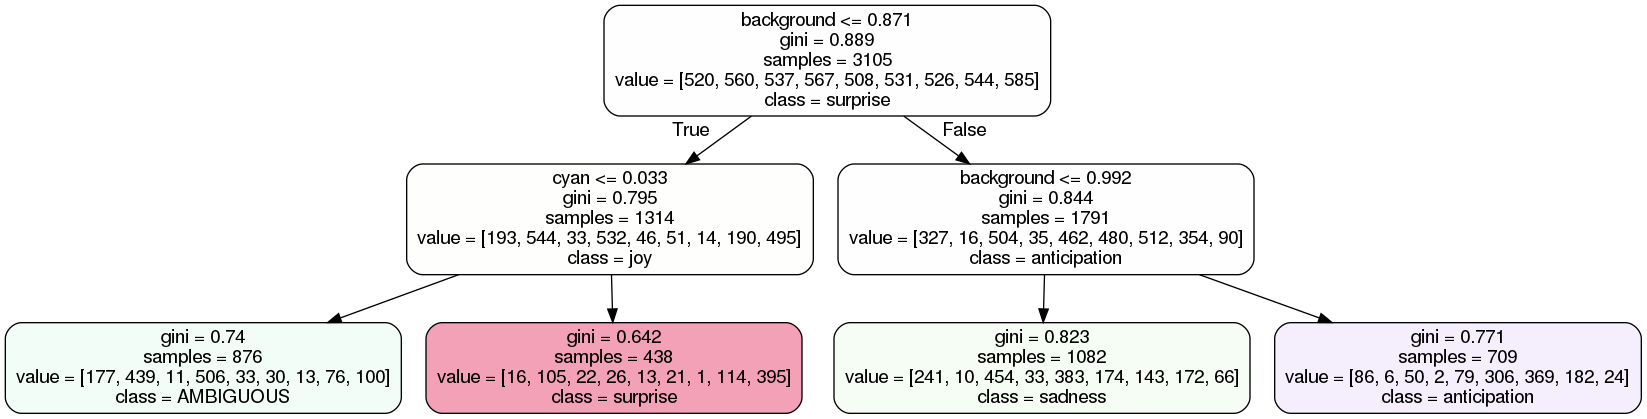 background <= 0.871
gini = 0.889
samples = 3105
value = [520, 560, 537, 567, 508, 531, 526, 544, 585]
class = surprise
True
False
cyan <= 0.033
gini = 0.795
samples = 1314
value = [193, 544, 33, 532, 46, 51, 14, 190, 495]
class = joy
background <= 0.992
gini = 0.844
samples = 1791
value = [327, 16, 504, 35, 462, 480, 512, 354, 90]
class = anticipation
gini = 0.74
samples = 876
value = [177, 439, 11, 506, 33, 30, 13, 76, 100]
class = AMBIGUOUS
gini = 0.642
samples = 438
value = [16, 105, 22, 26, 13, 21, 1, 114, 395]
class = surprise
gini = 0.823
samples = 1082
value = [241, 10, 454, 33, 383, 174, 143, 172, 66]
class = sadness
gini = 0.771
samples = 709
value = [86, 6, 50, 2, 79, 306, 369, 182, 24]
class = anticipation